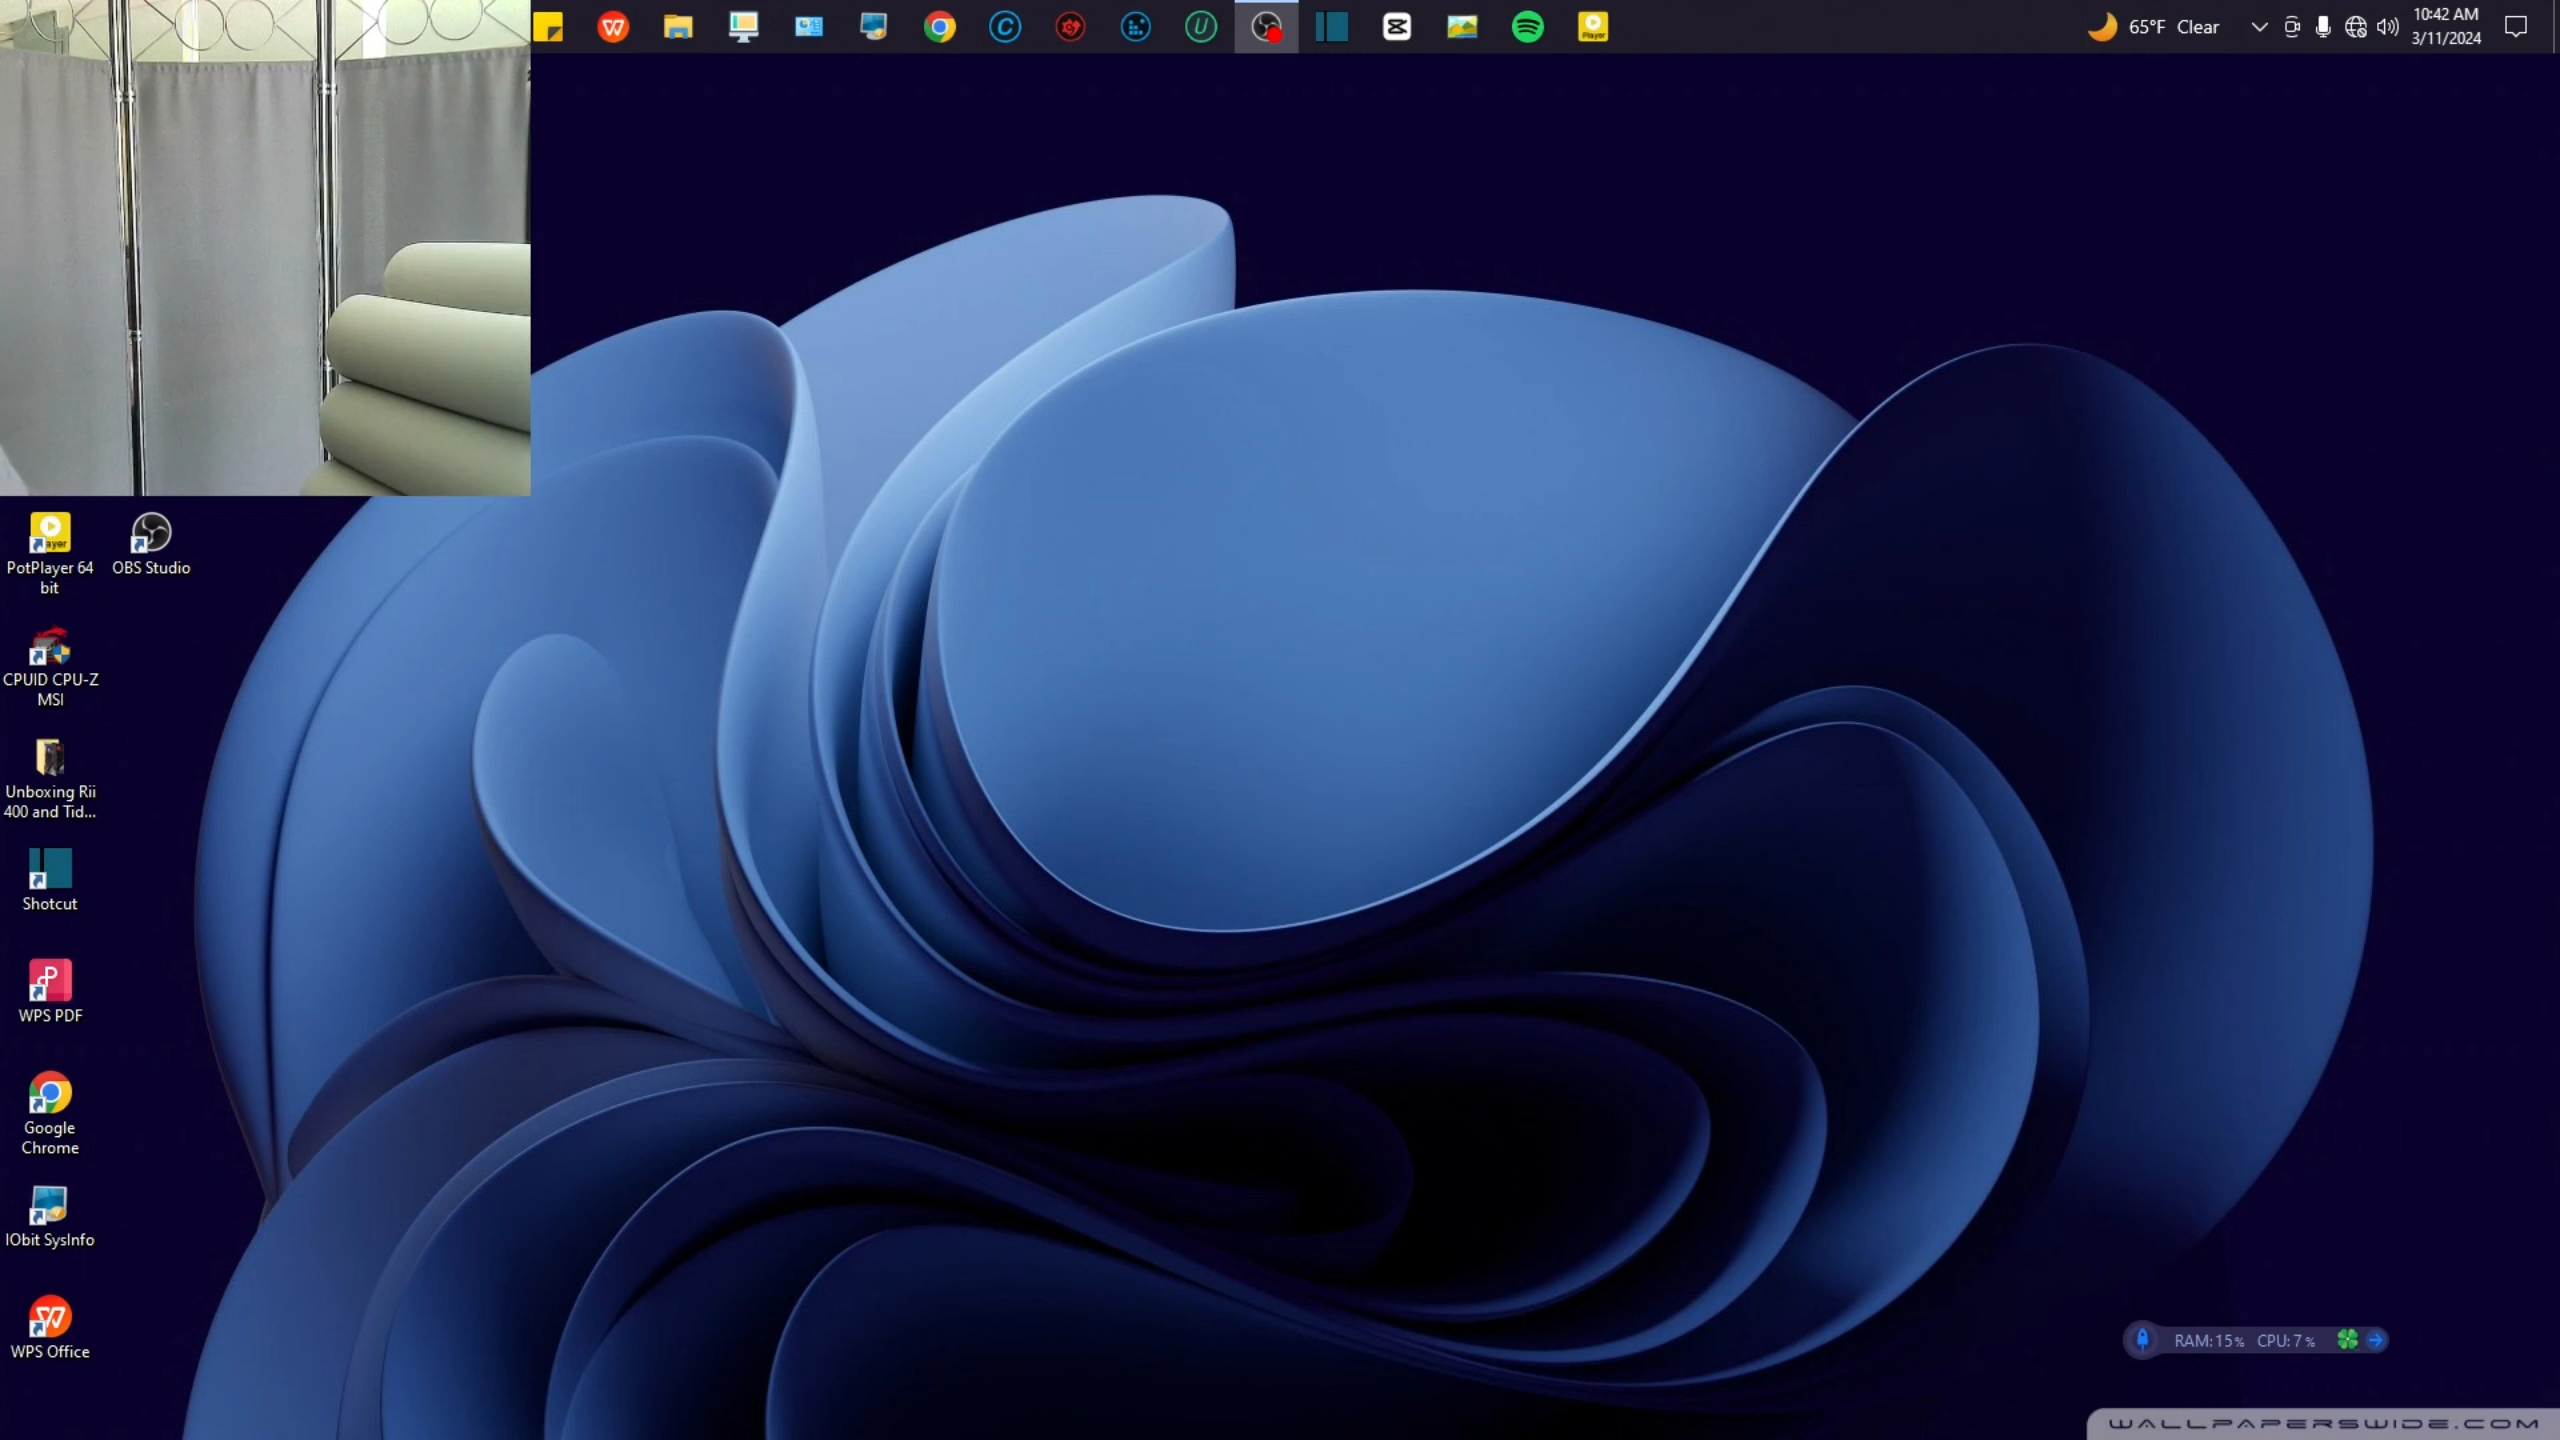 65°F Clear
10:42 AM
3/11/2024
Player
PotPlayer 64
bit
OBS Studio
CPUID CPU-Z
MSI
Unboxing Rii
400 and Tid...
Shotcut
WPS PDF
Google
Chrome
IObit SysInfo
WPS Office
RAM:15% CPU:7%
WALLPAPERSWIDE.COM